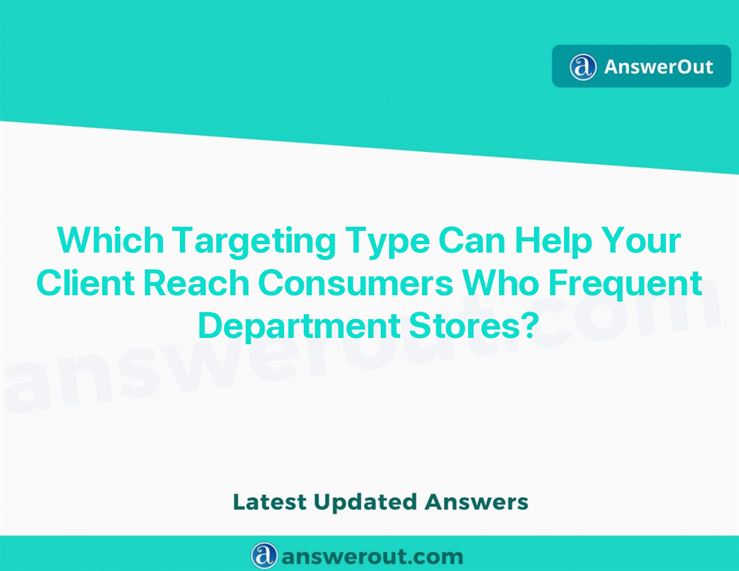 AnswerOut
Which Targeting Type Can Help Your
Client Reach Consumers Who Frequent
Department Stores?
answerout.com
Latest Updated Answers
answerout.com